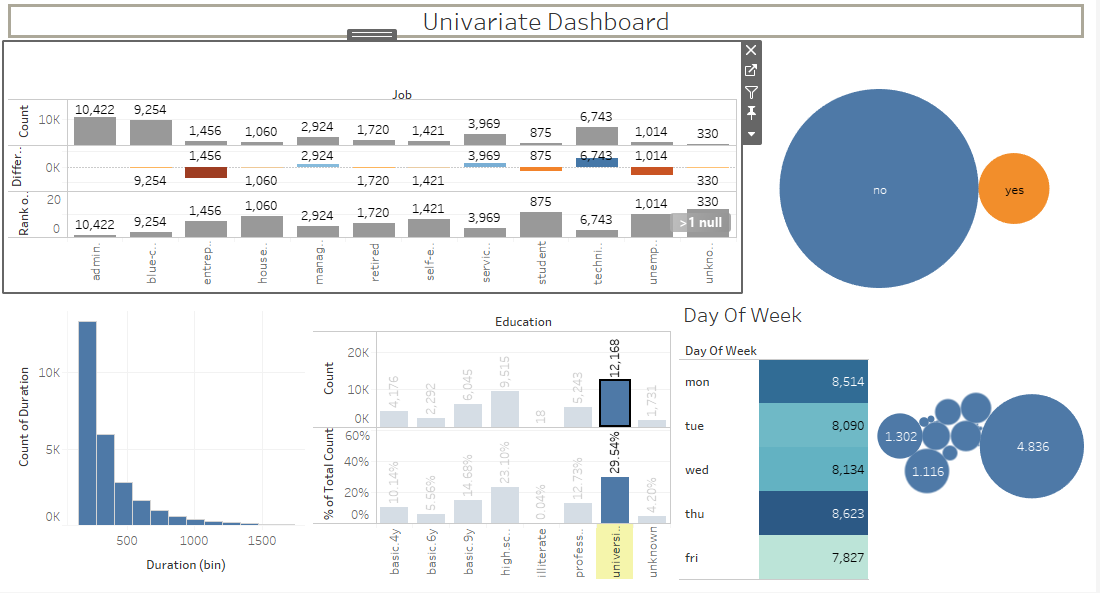 Univariate Dashboard
Job
Count
10K
10,422 9,254 1,456 1,060 2,924 1,720 1,421 3,969 875 6,743 1,014 330
Differ..
0K
1,456 2,924 3,969 875 6,743 1,014
9,254 1,060 1,720 1,421 330
Rank o..
20
0
10,422 9,254 1,456 1,060 2,924 1,720 1,421 3,969 875 6,743 1,014 330
>1 null
admin. blue-c.. entrep.. house.. manag.. retired self-e.. servic.. student techni.. unemp.. unkno..
no
yes
Count of Duration
10K
5K
0K
500 1000 1500
Duration (bin)
Education
Count
20K
10K
0K
4,176 2,292 6,045 9,515 18 5,243 12,168 1,731
% of Total Count
60%
40%
20%
0%
10.14% 5.56% 14.68% 23.10% 0.04% 12.73% 29.54% 4.20%
basic.4y basic.6y basic.9y high.sc.. illiterate profess.. universi.. unknown
Day Of Week
Day Of Week
mon 8,514
tue 8,090
wed 8,134
thu 8,623
fri 7,827
1.302
1.116
4.836